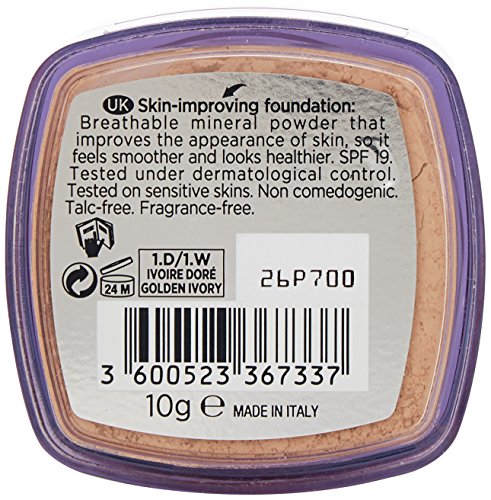 UK Skin-improving foundation:
Breathable mineral powder that
improves the appearance of skin, so it
feels smoother and looks healthier. SPF 19.
Tested under dermatological control.
Tested on sensitive skins. Non comedogenic.
Talc-free. Fragrance-free.
24 M
1.D/1.W
IVOIRE DORÉ
GOLDEN IVORY
26P700
3 600523 367337
10g ℮ MADE IN ITALY